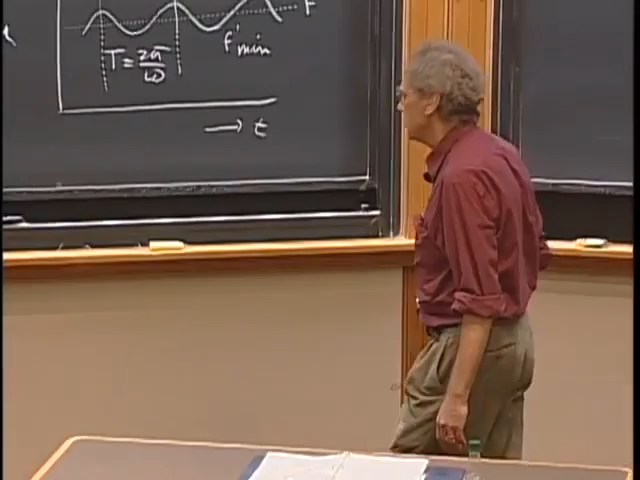 f'min
T = 2π/ω
→ t